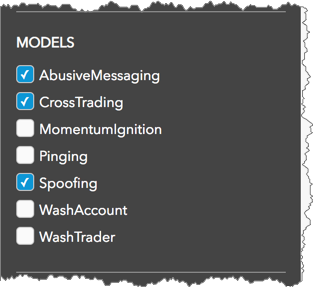 MODELS
AbusiveMessaging
CrossTrading
MomentumIgnition
Pinging
Spoofing
WashAccount
WashTrader